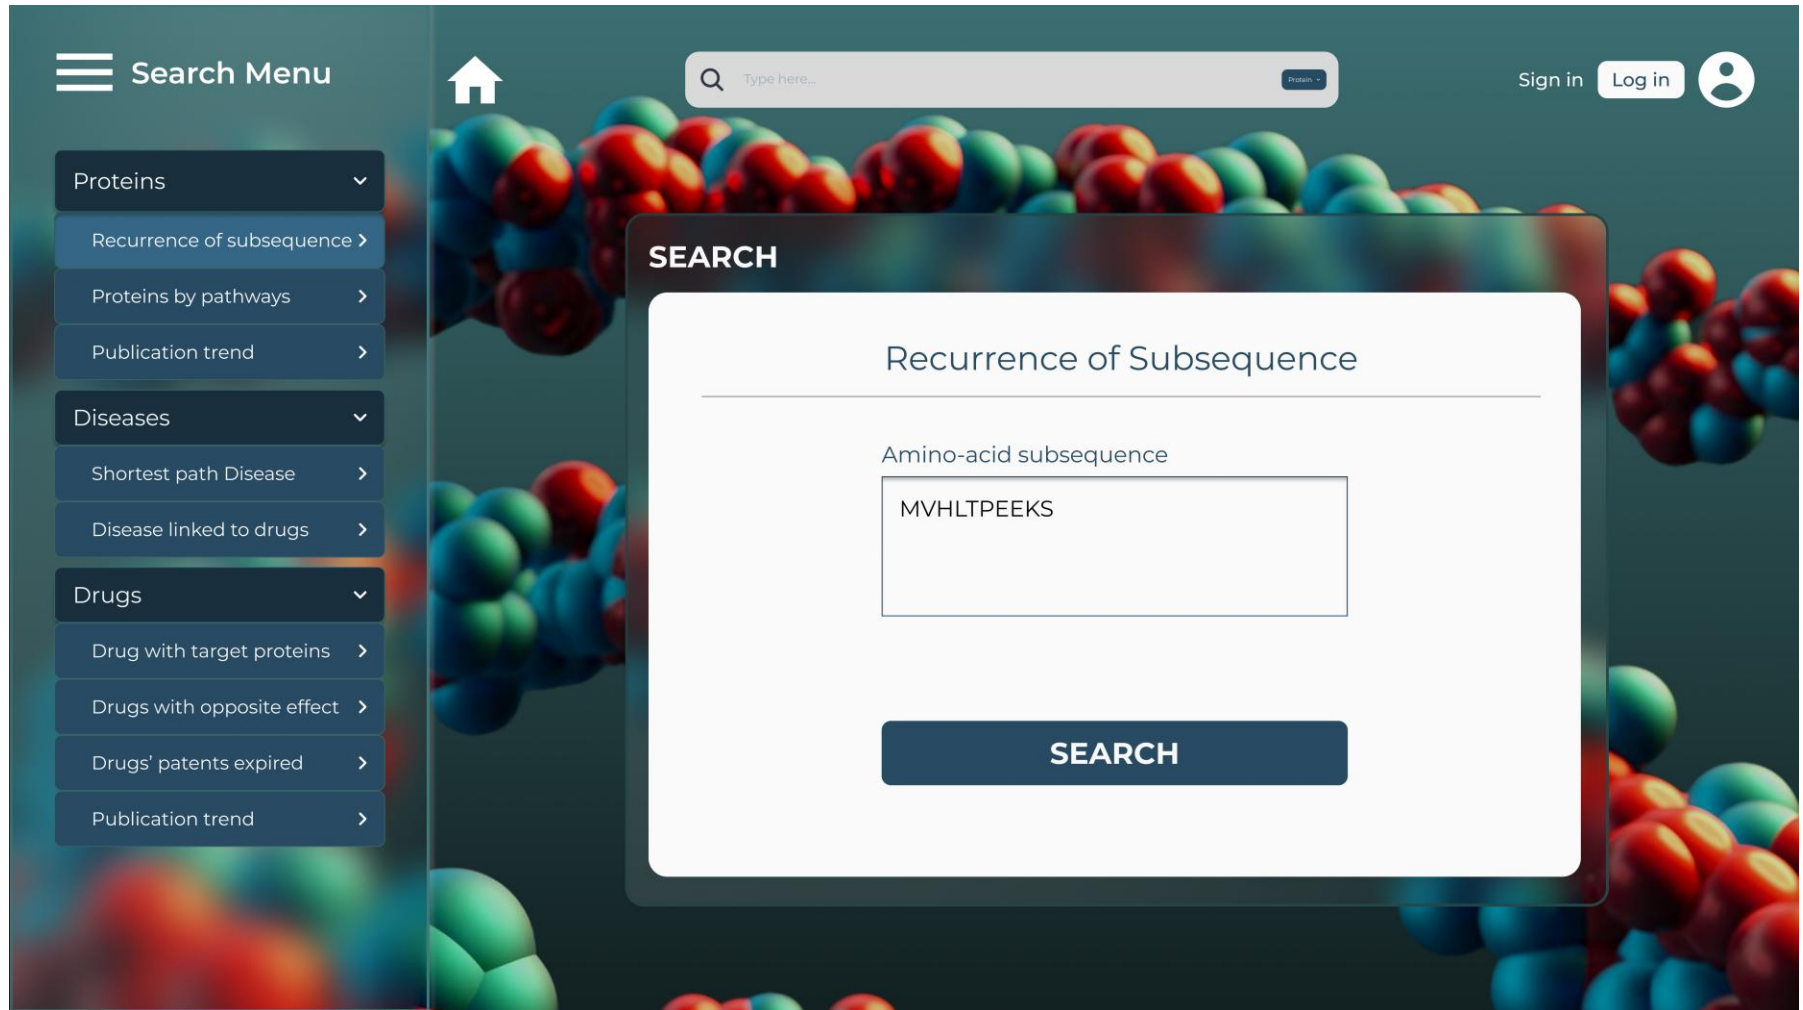 Search Menu
Type here...
Protein
Sign in
Log in
Proteins
Recurrence of subsequence
Proteins by pathways
Publication trend
Diseases
Shortest path Disease
Disease linked to drugs
Drugs
Drug with target proteins
Drugs with opposite effect
Drugs' patents expired
Publication trend
SEARCH
Recurrence of Subsequence
Amino-acid subsequence
MVHLTPEEKS
SEARCH